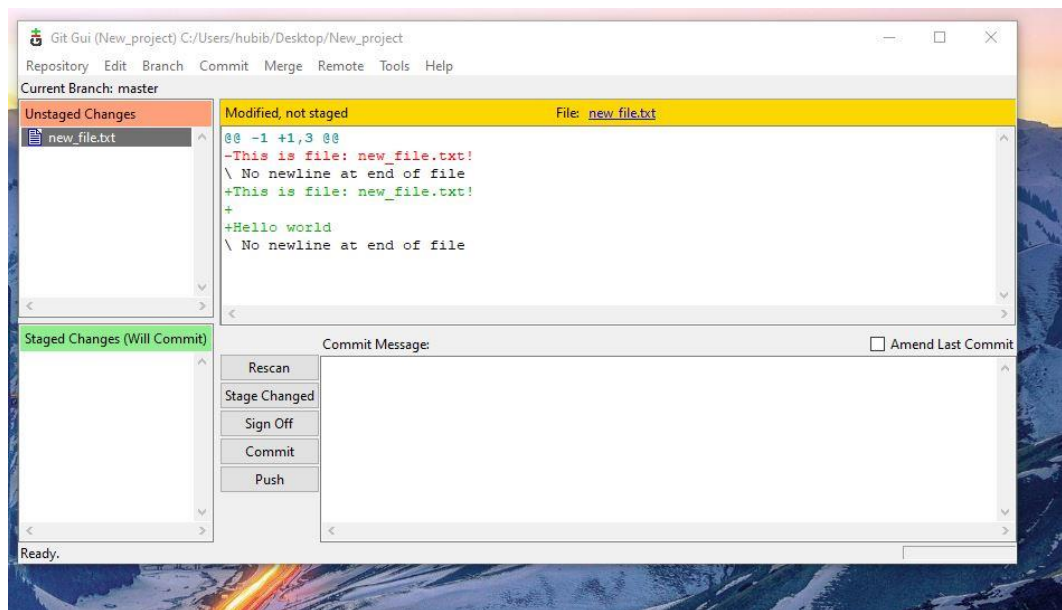 Git Gui (New_project) C:/Users/hubib/Desktop/New_project
Repository Edit Branch Commit Merge Remote Tools Help
Current Branch: master
Unstaged Changes
new_file.txt
Modified, not staged File: new_file.txt
@@ -1 +1,3 @@
-This is file: new_file.txt!
\ No newline at end of file
+This is file: new_file.txt!
+
+Hello world
\ No newline at end of file
Staged Changes (Will Commit)
Commit Message:
Amend Last Commit
Rescan
Stage Changed
Sign Off
Commit
Push
Ready.